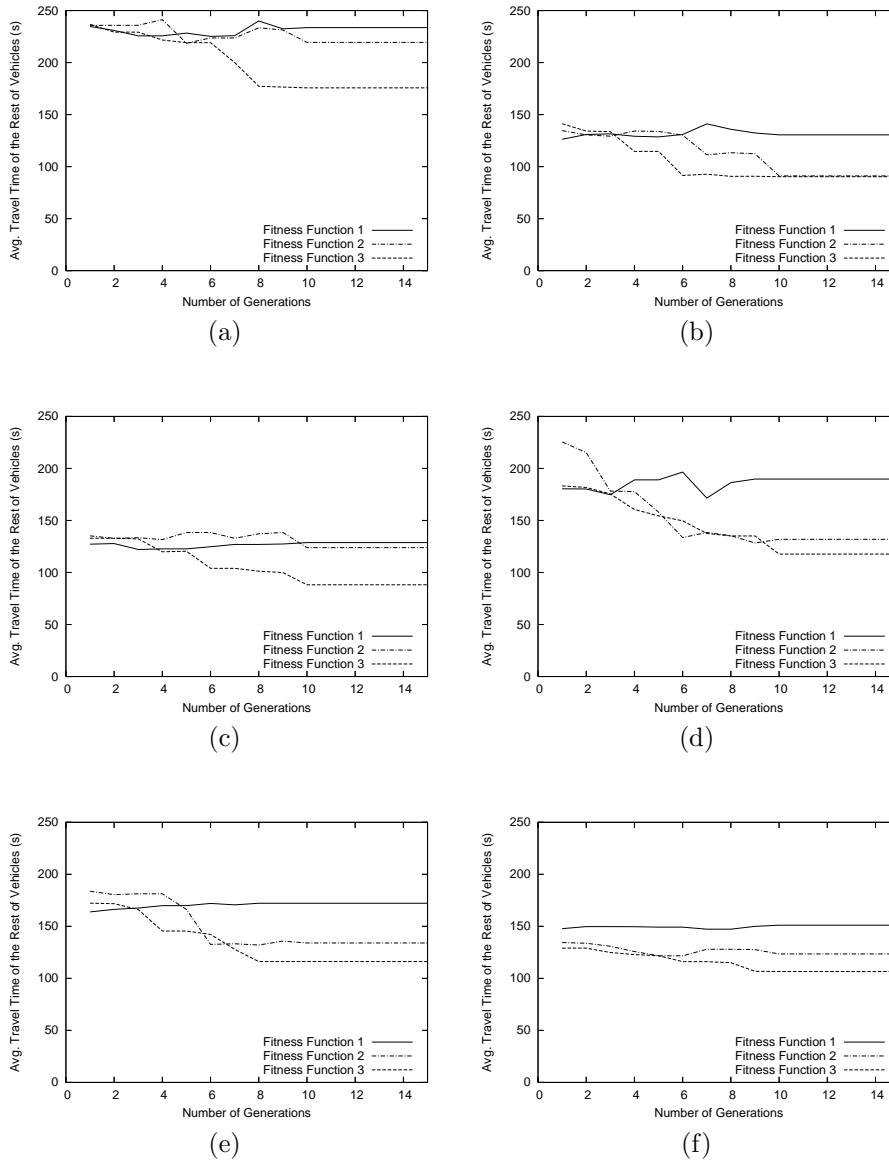 250
200
150
100
50
0
Avg. Travel Time of the Rest of Vehicles (s)
Fitness Function 1
Fitness Function 2
Fitness Function 3
0 2 4 6 8 10 12 14
Number of Generations
(a)
250
200
150
100
50
0
Avg. Travel Time of the Rest of Vehicles (s)
Fitness Function 1
Fitness Function 2
Fitness Function 3
0 2 4 6 8 10 12 14
Number of Generations
(b)
250
200
150
100
50
0
Avg. Travel Time of the Rest of Vehicles (s)
Fitness Function 1
Fitness Function 2
Fitness Function 3
0 2 4 6 8 10 12 14
Number of Generations
(c)
250
200
150
100
50
0
Avg. Travel Time of the Rest of Vehicles (s)
Fitness Function 1
Fitness Function 2
Fitness Function 3
0 2 4 6 8 10 12 14
Number of Generations
(d)
250
200
150
100
50
0
Avg. Travel Time of the Rest of Vehicles (s)
Fitness Function 1
Fitness Function 2
Fitness Function 3
0 2 4 6 8 10 12 14
Number of Generations
(e)
250
200
150
100
50
0
Avg. Travel Time of the Rest of Vehicles (s)
Fitness Function 1
Fitness Function 2
Fitness Function 3
0 2 4 6 8 10 12 14
Number of Generations
(f)